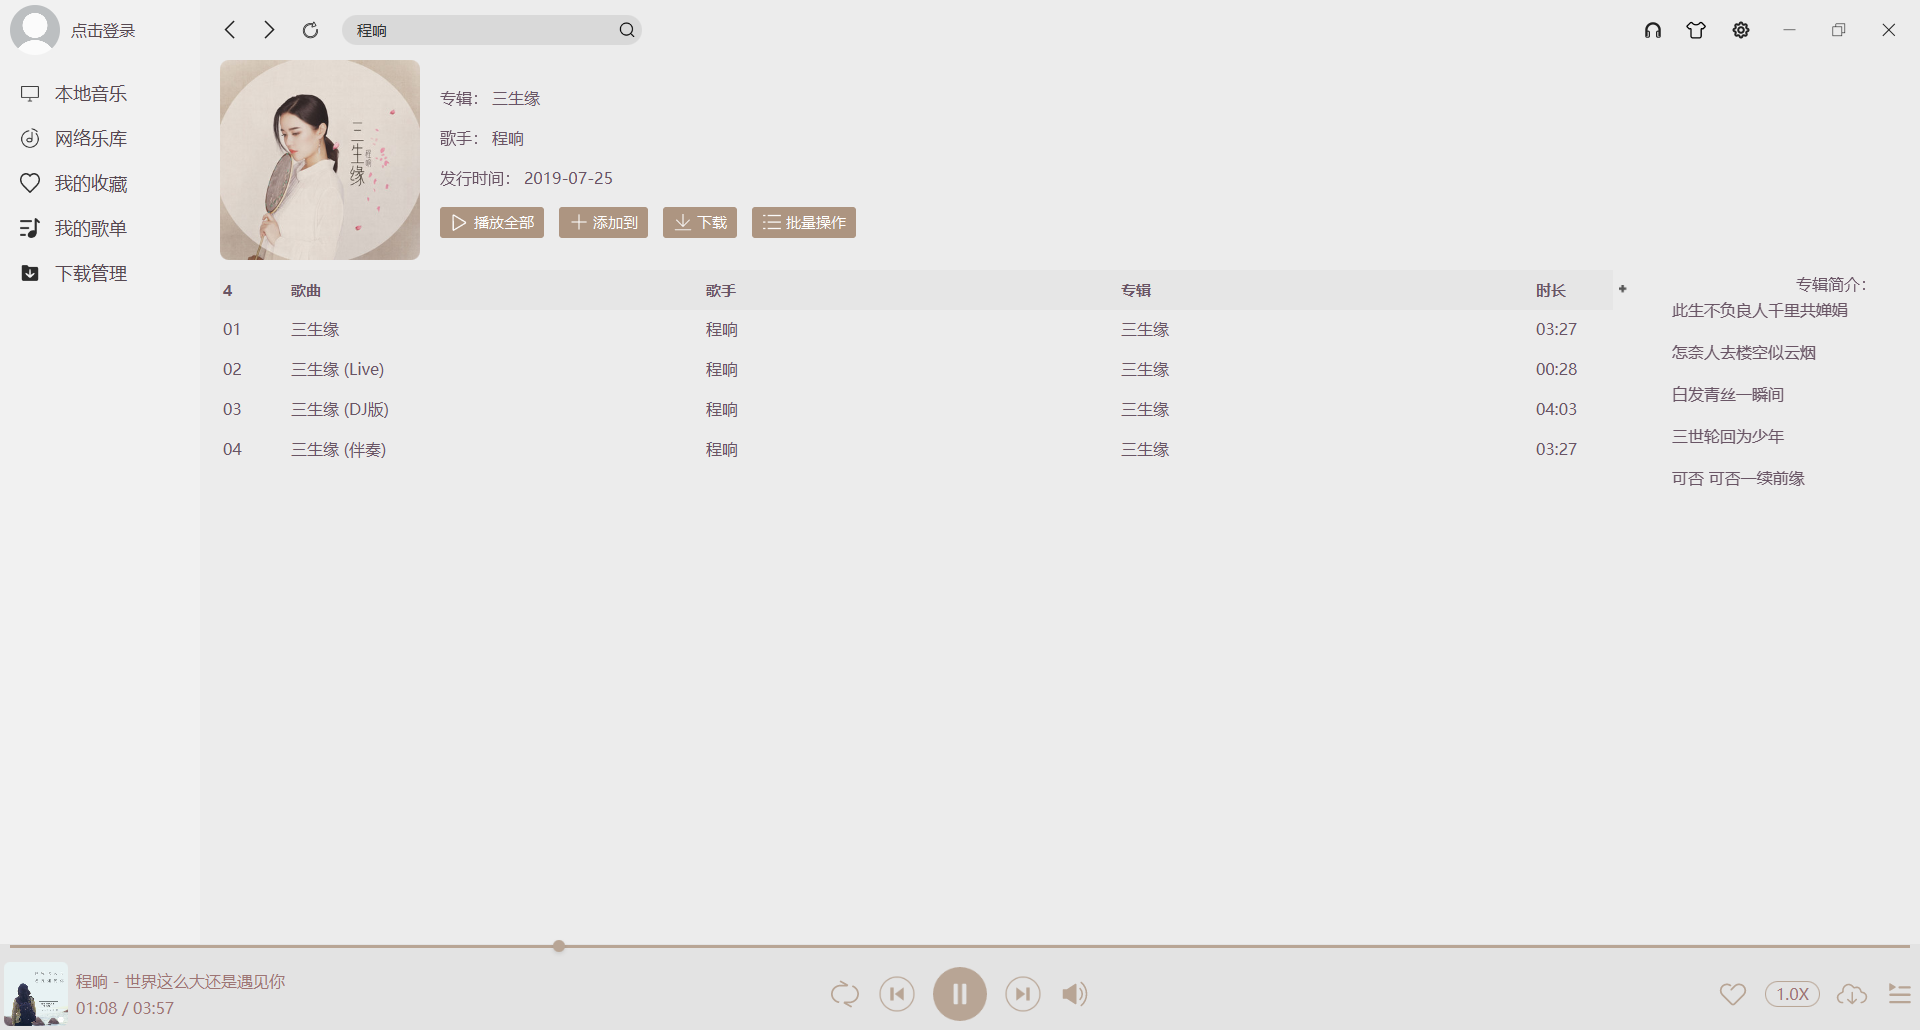 点击登录
程响
本地音乐
网络乐库
我的收藏
我的歌单
下载管理
三生缘
程响
专辑： 三生缘
歌手： 程响
发行时间： 2019-07-25
播放全部 添加到 下载 批量操作
4 歌曲 歌手 专辑 时长
01 三生缘 程响 三生缘 03:27
02 三生缘 (Live) 程响 三生缘 00:28
03 三生缘 (DJ版) 程响 三生缘 04:03
04 三生缘 (伴奏) 程响 三生缘 03:27
专辑简介：
此生不负良人千里共婵娟
怎奈人去楼空似云烟
白发青丝一瞬间
三世轮回为少年
可否 可否一续前缘
程响 - 世界这么大还是遇见你
01:08 / 03:57
1.0X